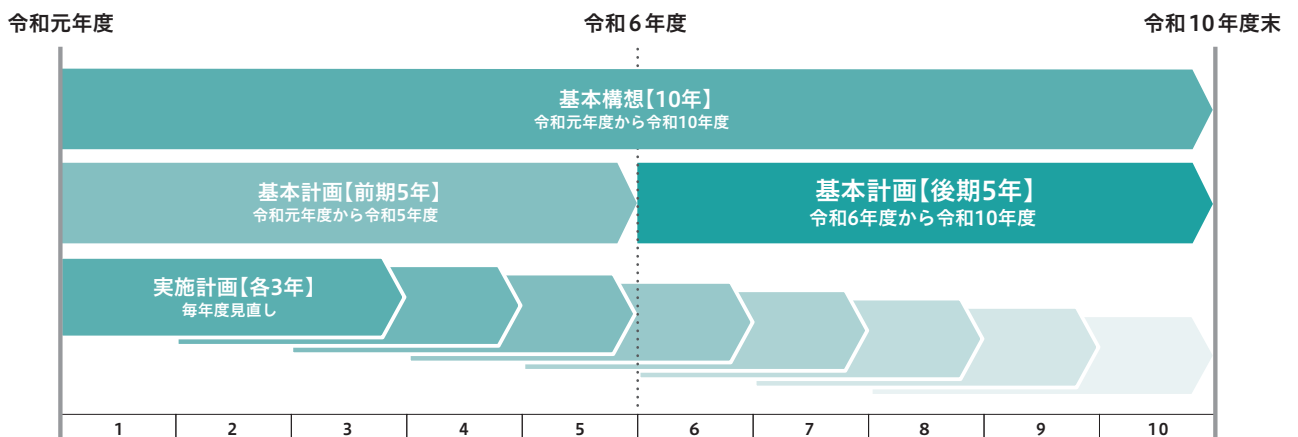 令和元年度
令和6年度
令和10年度末
基本構想【10年】
令和元年度から令和10年度
基本計画【前期5年】
令和元年度から令和5年度
基本計画【後期5年】
令和6年度から令和10年度
実施計画【各3年】
毎年度見直し
1 2 3 4 5 6 7 8 9 10